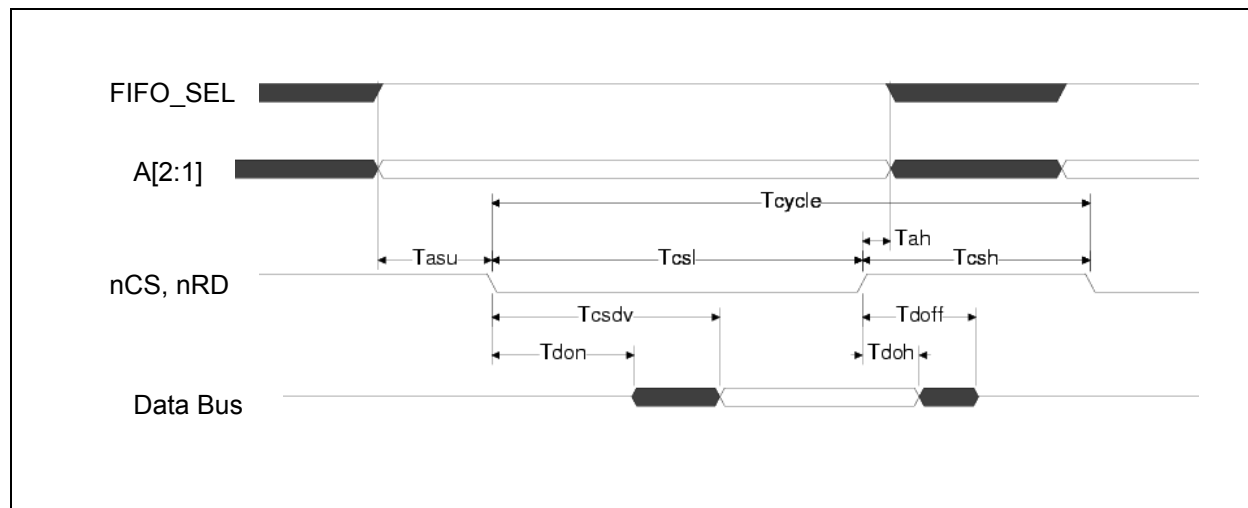 FIFO_SEL
A[2:1]
Tcycle
Tah
Tasu
Tcsl
Tcsh
nCS, nRD
Tcsdv
Tdoff
Tdon
Tdoh
Data Bus